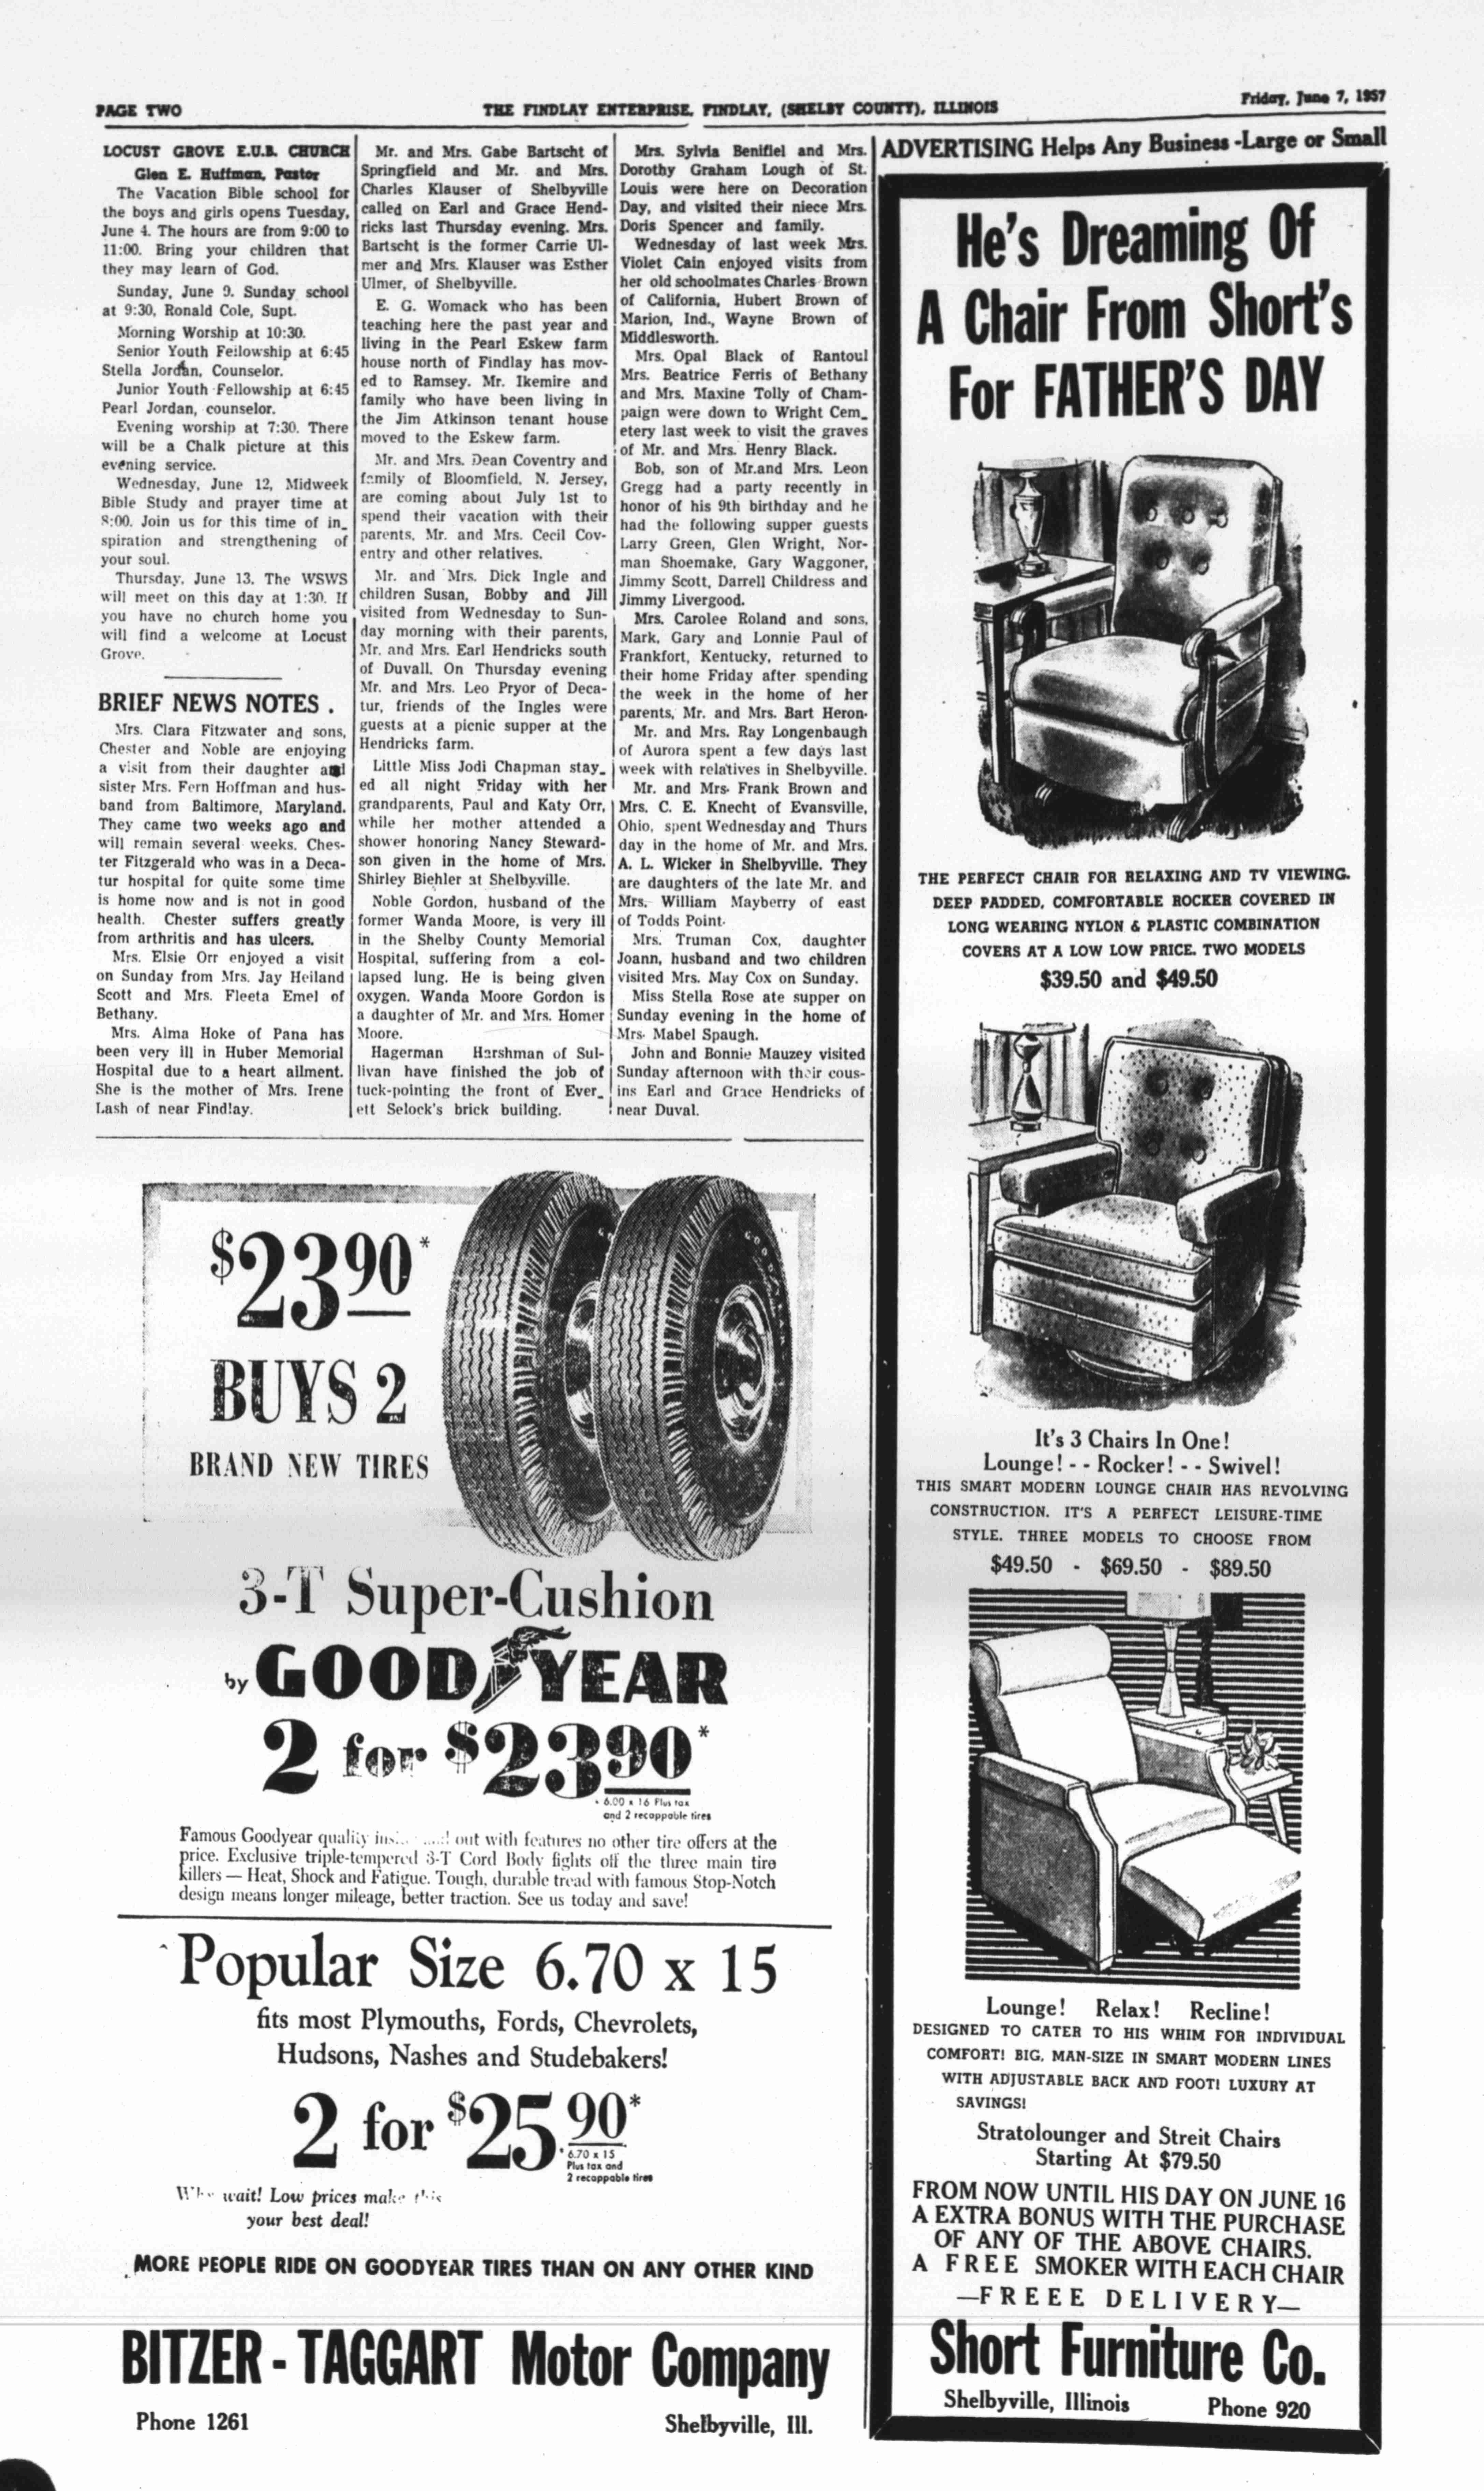 PAGE TWO
THE FINDLAY ENTERPRISE, FINDLAY, (SHELBY COUNTY), ILLINOIS
Friday, June 7, 1957
LOCUST GROVE E.U.B. CHURCH
Glen E. Huffman, Pastor
The Vacation Bible school for
the boys and girls opens Tuesday,
June 4. The hours are from 9:00 to
11:00. Bring your children that
they may learn of God.
Sunday, June 9. Sunday school
at 9:30, Ronald Cole, Supt.
Morning Worship at 10:30.
Senior Youth Fellowship at 6:45
Stella Jordan, Counselor.
Junior Youth Fellowship at 6:45
Pearl Jordan, counselor.
Evening worship at 7:30. There
will be a Chalk picture at this
evening service.
Wednesday, June 12, Midweek
Bible Study and prayer time at
8:00. Join us for this time of in_
spiration and strengthening of
your soul.
Thursday, June 13. The WSWS
will meet on this day at 1:30. If
you have no church home you
will find a welcome at Locust
Grove.
BRIEF NEWS NOTES .
Mrs. Clara Fitzwater and sons,
Chester and Noble are enjoying
a visit from their daughter and
sister Mrs. Fern Hoffman and hus-
band from Baltimore, Maryland.
They came two weeks ago and
will remain several weeks. Ches-
ter Fitzgerald who was in a Deca-
tur hospital for quite some time
is home now and is not in good
health. Chester suffers greatly
from arthritis and has ulcers.
Mrs. Elsie Orr enjoyed a visit
on Sunday from Mrs. Jay Heiland
Scott and Mrs. Fleeta Emel of
Bethany.
Mrs. Alma Hoke of Pana has
been very ill in Huber Memorial
Hospital due to a heart ailment.
She is the mother of Mrs. Irene
Lash of near Findlay.
Mr. and Mrs. Gabe Bartscht of
Springfield and Mr. and Mrs.
Charles Klauser of Shelbyville
called on Earl and Grace Hend-
ricks last Thursday evening. Mrs.
Bartscht is the former Carrie Ul-
mer and Mrs. Klauser was Esther
Ulmer, of Shelbyville.
E. G. Womack who has been
teaching here the past year and
living in the Pearl Eskew farm
house north of Findlay has mov-
ed to Ramsey. Mr. Ikemire and
family who have been living in
the Jim Atkinson tenant house
moved to the Eskew farm.
Mr. and Mrs. Dean Coventry and
family of Bloomfield, N. Jersey,
are coming about July 1st to
spend their vacation with their
parents, Mr. and Mrs. Cecil Cov-
entry and other relatives.
Mr. and Mrs. Dick Ingle and
children Susan, Bobby and Jill
visited from Wednesday to Sun-
day morning with their parents,
Mr. and Mrs. Earl Hendricks south
of Duvall. On Thursday evening
Mr. and Mrs. Leo Pryor of Deca-
tur, friends of the Ingles were
guests at a picnic supper at the
Hendricks farm.
Little Miss Jodi Chapman stay_
ed all night Friday with her
grandparents, Paul and Katy Orr,
while her mother attended a
shower honoring Nancy Steward-
son given in the home of Mrs.
Shirley Biehler at Shelbyville.
Noble Gordon, husband of the
former Wanda Moore, is very ill
in the Shelby County Memorial
Hospital, suffering from a col-
lapsed lung. He is being given
oxygen. Wanda Moore Gordon is
a daughter of Mr. and Mrs. Homer
Moore.
Hagerman Harshman of Sul-
livan have finished the job of
tuck-pointing the front of Ever_
ett Selock's brick building.
Mrs. Sylvia Benifiel and Mrs.
Dorothy Graham Lough of St.
Louis were here on Decoration
Day, and visited their niece Mrs.
Doris Spencer and family.
Wednesday of last week Mrs.
Violet Cain enjoyed visits from
her old schoolmates Charles Brown
of California, Hubert Brown of
Marion, Ind., Wayne Brown of
Middlesworth.
Mrs. Opal Black of Rantoul
Mrs. Beatrice Ferris of Bethany
and Mrs. Maxine Tolly of Cham-
paign were down to Wright Cem_
etery last week to visit the graves
of Mr. and Mrs. Henry Black.
Bob, son of Mr.and Mrs. Leon
Gregg had a party recently in
honor of his 9th birthday and he
had the following supper guests
Larry Green, Glen Wright, Nor-
man Shoemake, Gary Waggoner,
Jimmy Scott, Darrell Childress and
Jimmy Livergood.
Mrs. Carolee Roland and sons,
Mark, Gary and Lonnie Paul of
Frankfort, Kentucky, returned to
their home Friday after spending
the week in the home of her
parents, Mr. and Mrs. Bart Heron.
Mr. and Mrs. Ray Longenbaugh
of Aurora spent a few days last
week with relatives in Shelbyville.
Mr. and Mrs. Frank Brown and
Mrs. C. E. Knecht of Evansville,
Ohio, spent Wednesday and Thurs
day in the home of Mr. and Mrs.
A. L. Wicker in Shelbyville. They
are daughters of the late Mr. and
Mrs. William Mayberry of east
of Todds Point.
Mrs. Truman Cox, daughter
Joann, husband and two children
visited Mrs. May Cox on Sunday.
Miss Stella Rose ate supper on
Sunday evening in the home of
Mrs. Mabel Spaugh.
John and Bonnie Mauzey visited
Sunday afternoon with their cous-
ins Earl and Grace Hendricks of
near Duval.
$23 90*
BUYS 2
BRAND NEW TIRES
GOODYEAR
3-T Super-Cushion
by GOODYEAR
2 for $23 90*
* 6.00 x 16 Plus tax
and 2 recappable tires
Famous Goodyear quality out with features no other tire offers at the
price. Exclusive triple-tempered 3-T Cord Body fights off the three main tire
killers — Heat, Shock and Fatigue. Tough, durable tread with famous Stop-Notch
design means longer mileage, better traction. See us today and save!
Popular Size 6.70 x 15
fits most Plymouths, Fords, Chevrolets,
Hudsons, Nashes and Studebakers!
2 for $25.90*
* 6.70 x 15
Plus tax and
2 recappable tires
Why wait! Low prices make this
your best deal!
MORE PEOPLE RIDE ON GOODYEAR TIRES THAN ON ANY OTHER KIND
BITZER - TAGGART Motor Company
Phone 1261 Shelbyville, Ill.
ADVERTISING Helps Any Business -Large or Small
He's Dreaming Of
A Chair From Short's
For FATHER'S DAY
THE PERFECT CHAIR FOR RELAXING AND TV VIEWING.
DEEP PADDED, COMFORTABLE ROCKER COVERED IN
LONG WEARING NYLON & PLASTIC COMBINATION
COVERS AT A LOW LOW PRICE. TWO MODELS
$39.50 and $49.50
It's 3 Chairs In One!
Lounge! - - Rocker! - - Swivel!
THIS SMART MODERN LOUNGE CHAIR HAS REVOLVING
CONSTRUCTION. IT'S A PERFECT LEISURE-TIME
STYLE. THREE MODELS TO CHOOSE FROM
$49.50 - $69.50 - $89.50
Lounge! Relax! Recline!
DESIGNED TO CATER TO HIS WHIM FOR INDIVIDUAL
COMFORT! BIG, MAN-SIZE IN SMART MODERN LINES
WITH ADJUSTABLE BACK AND FOOT! LUXURY AT
SAVINGS!
Stratolounger and Streit Chairs
Starting At $79.50
FROM NOW UNTIL HIS DAY ON JUNE 16
A EXTRA BONUS WITH THE PURCHASE
OF ANY OF THE ABOVE CHAIRS.
A FREE SMOKER WITH EACH CHAIR
—FREEE DELIVERY—
Short Furniture Co.
Shelbyville, Illinois Phone 920